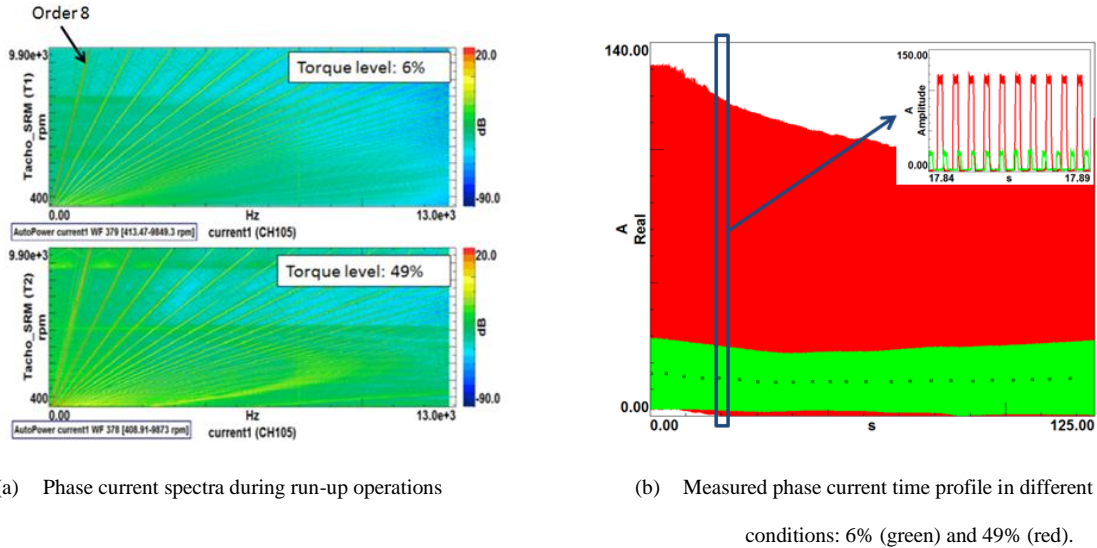 Order 8
9.90e+3
Torque level: 6%
20.0
Tacho_SRM (T1)
rpm
dB
400
-90.0
0.00
Hz
13.0e+3
AutoPower current1 WF 379 [413.47-9849.3 rpm]
current1 (CH105)
9.90e+3
Torque level: 49%
20.0
Tacho_SRM (T2)
rpm
dB
400
-90.0
0.00
Hz
13.0e+3
AutoPower current1 WF 378 [408.91-9873 rpm]
current1 (CH105)
140.00
A
Real
0.00
0.00
s
125.00
150.00
A
Amplitude
0.00
17.84
s
17.89
a) Phase current spectra during run-up operations
(b) Measured phase current time profile in different
conditions: 6% (green) and 49% (red).